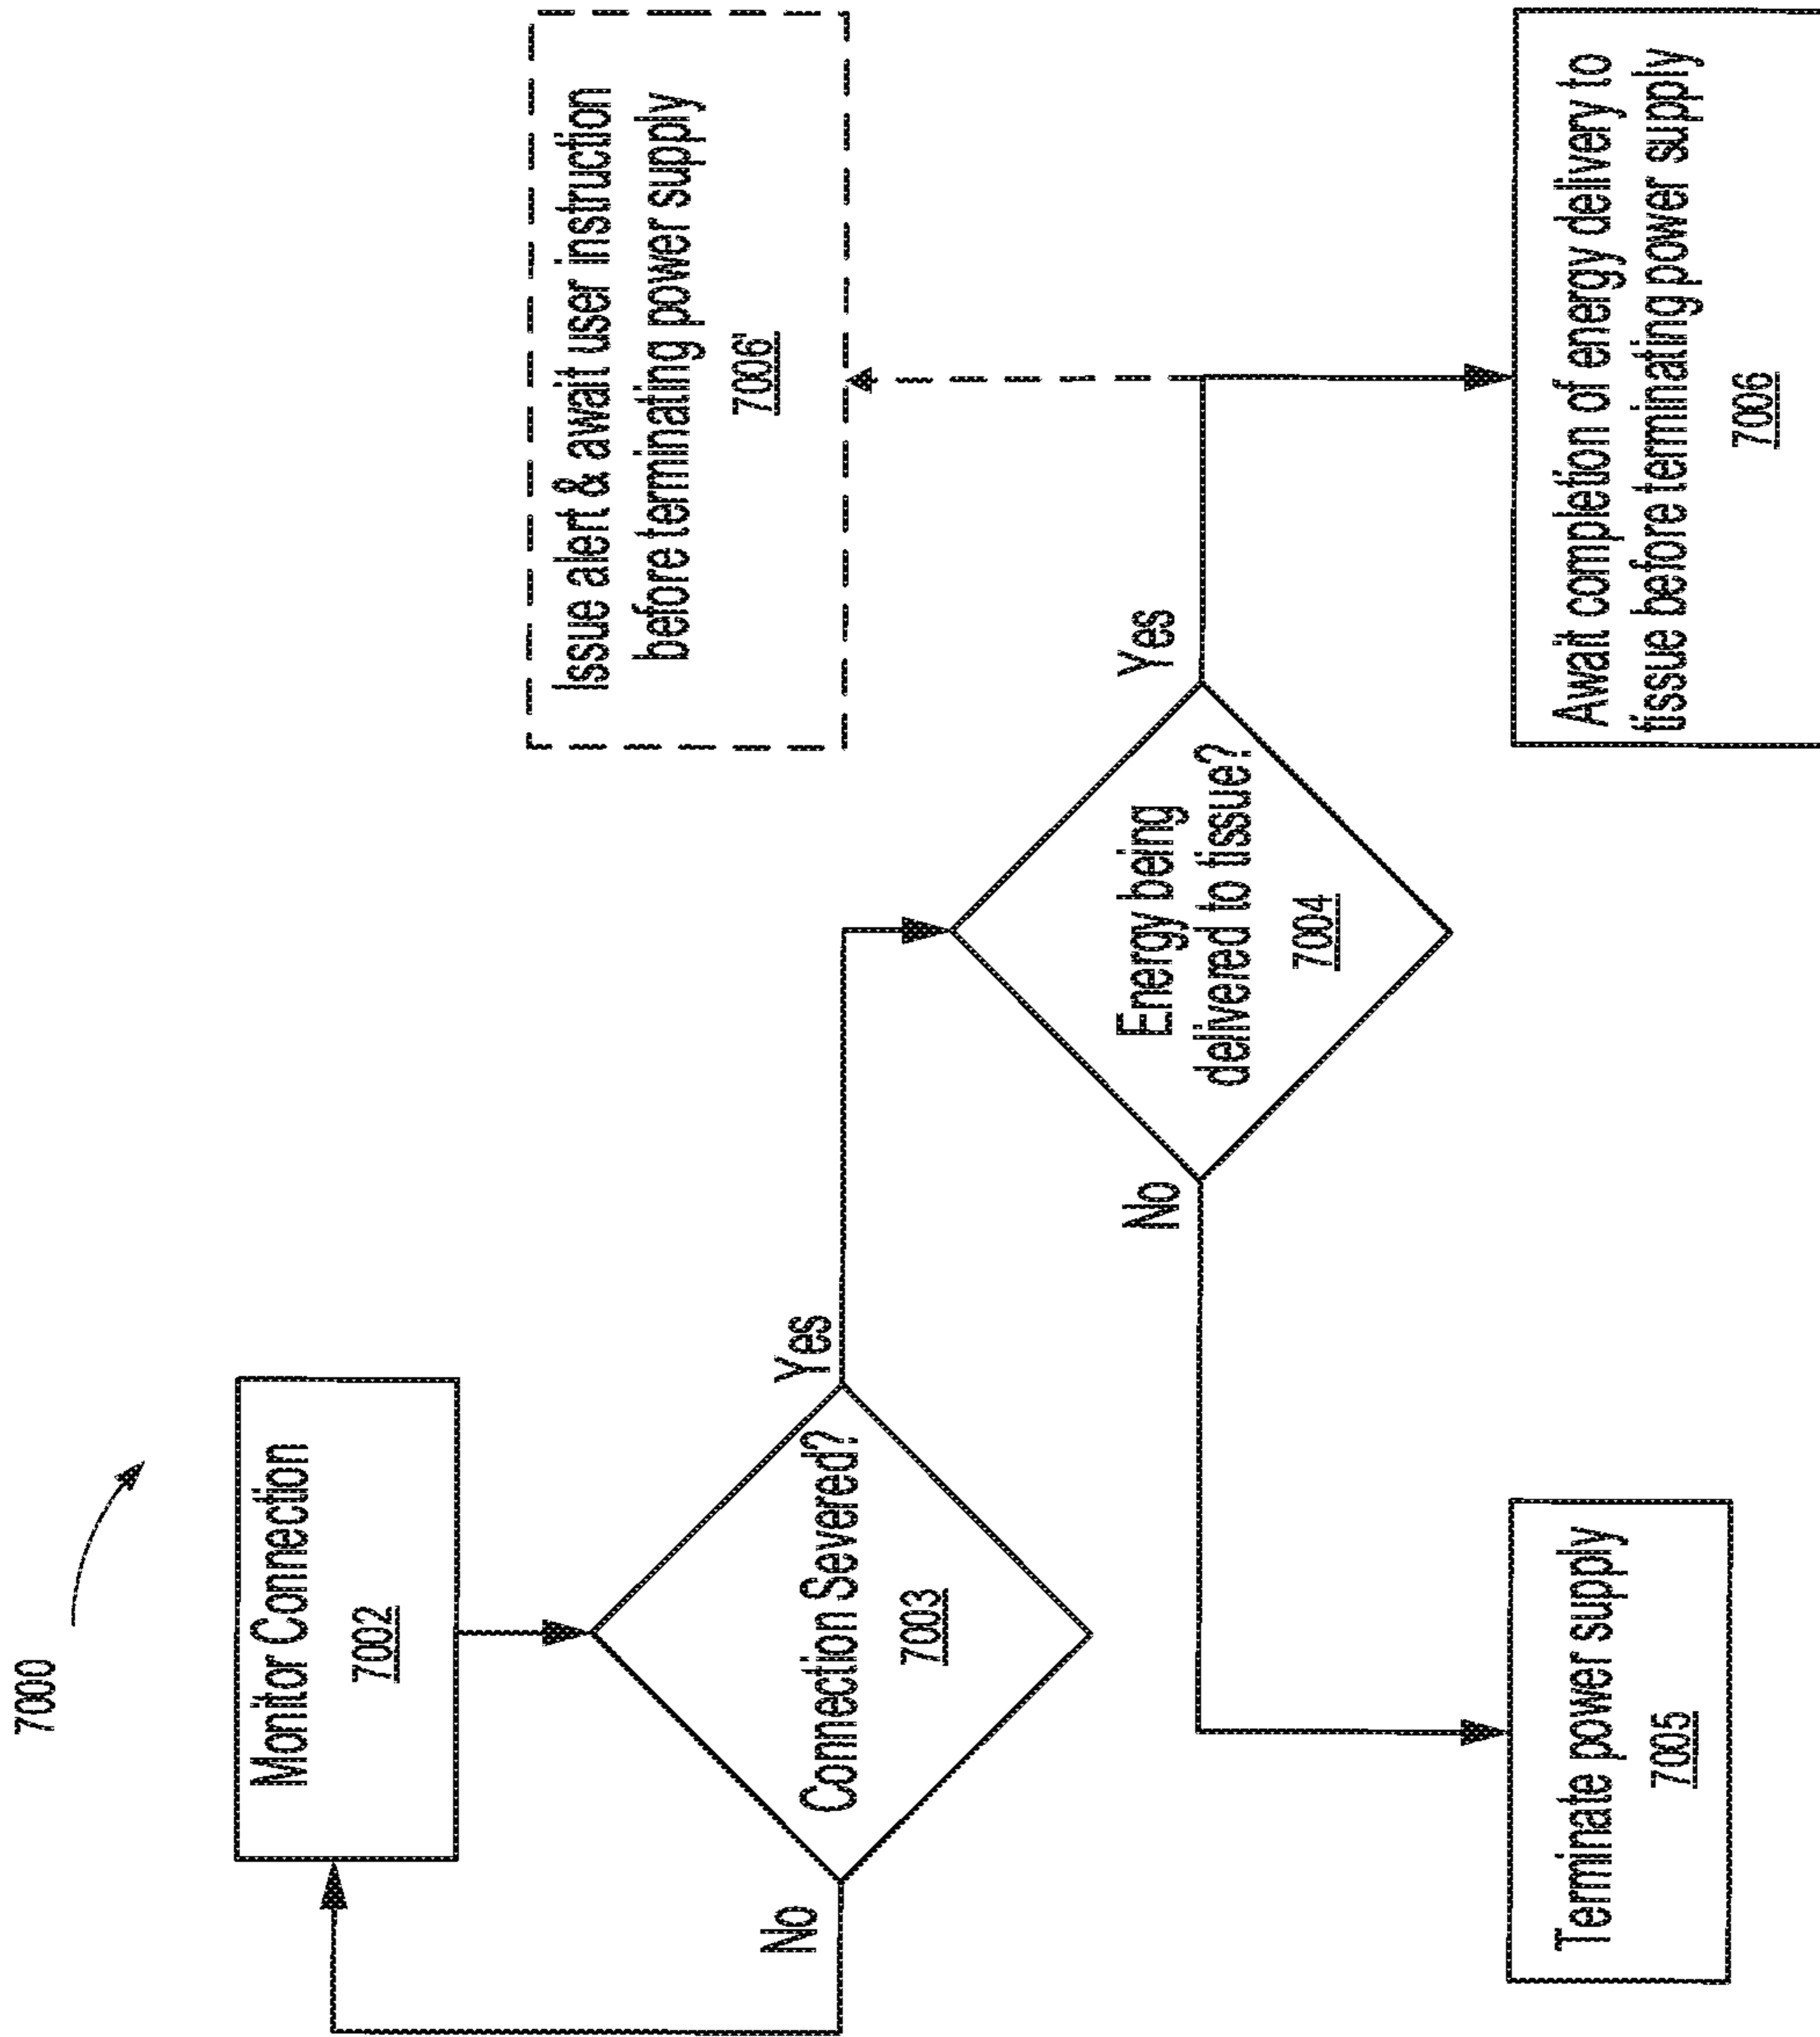 7000
Monitor Connection
7002
Connection Severed?
7003
No
Yes
Energy being
delivered to tissue?
7004
No
Yes
Terminate power supply
7005
Issue alert & await user instruction
before terminating power supply
7006'
Await completion of energy delivery to
tissue before terminating power supply
7006